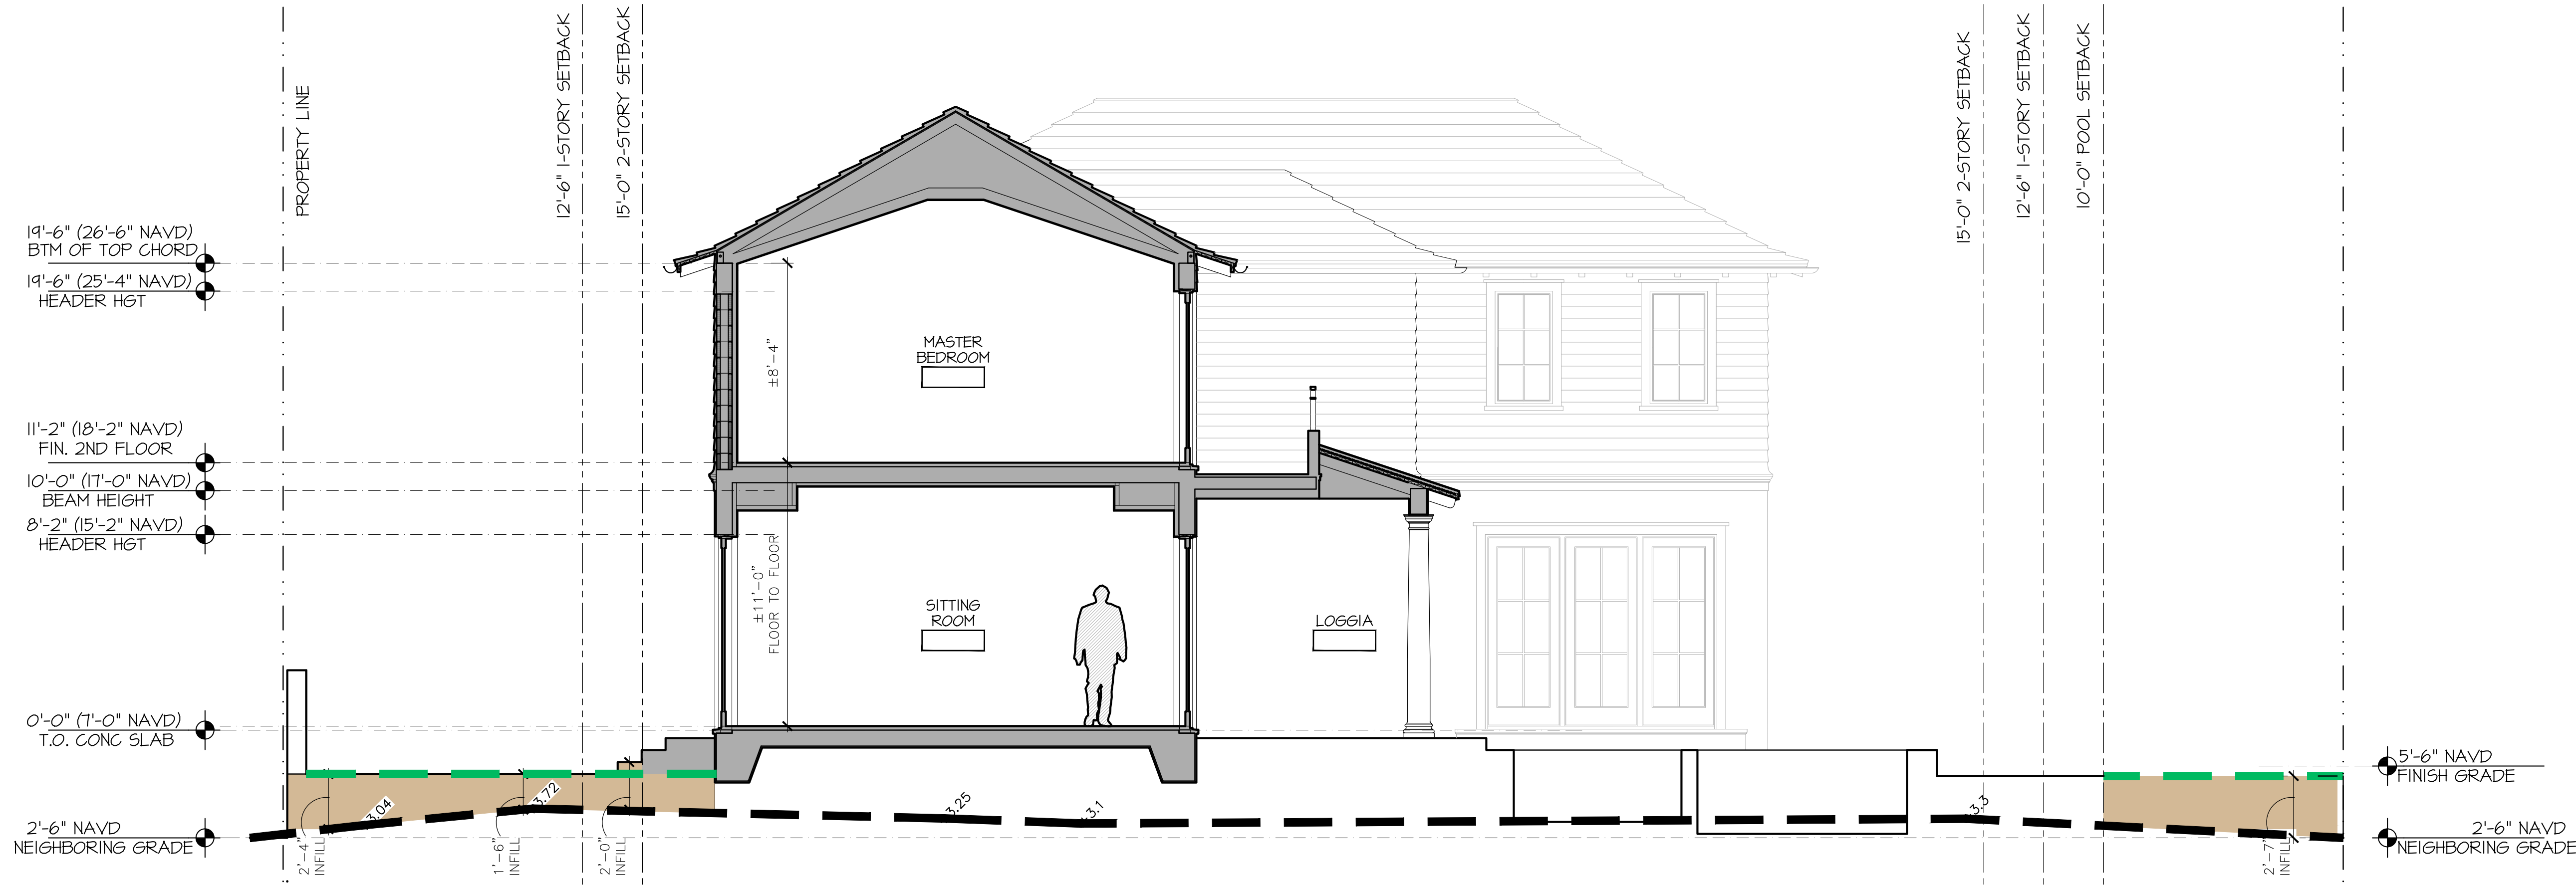 PROPERTY LINE
12'-6" 1-STORY SETBACK
15'-0" 2-STORY SETBACK
15'-0" 2-STORY SETBACK
12'-6" 1-STORY SETBACK
10'-0" POOL SETBACK
19'-6" (26'-6" NAVD)
BTM OF TOP CHORD
19'-6" (25'-4" NAVD)
HEADER HGT
±8'-4"
MASTER
BEDROOM
11'-2" (18'-2" NAVD)
FIN. 2ND FLOOR
10'-0" (17'-0" NAVD)
BEAM HEIGHT
8'-2" (15'-2" NAVD)
HEADER HGT
±11'-0"
FLOOR TO FLOOR
SITTING
ROOM
LOGGIA
0'-0" (7'-0" NAVD)
T.O. CONC SLAB
5'-6" NAVD
FINISH GRADE
3.04
3.72
3.25
3.1
3.3
2'-6" NAVD
NEIGHBORING GRADE
2'-4"
INFILL
1'-6"
INFILL
2'-0"
INFILL
2'-7"
INFILL
2'-6" NAVD
NEIGHBORING GRADE